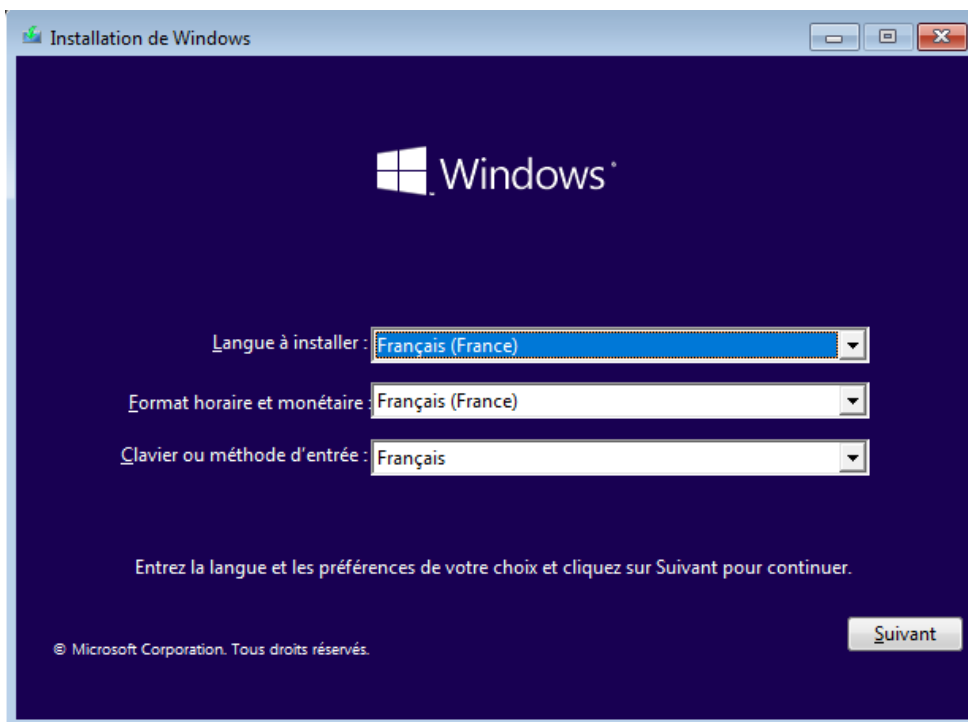 Installation de Windows
Windows
Langue à installer : Français (France)
Format horaire et monétaire : Français (France)
Clavier ou méthode d'entrée : Français
Entrez la langue et les préférences de votre choix et cliquez sur Suivant pour continuer.
Suivant
© Microsoft Corporation. Tous droits réservés.